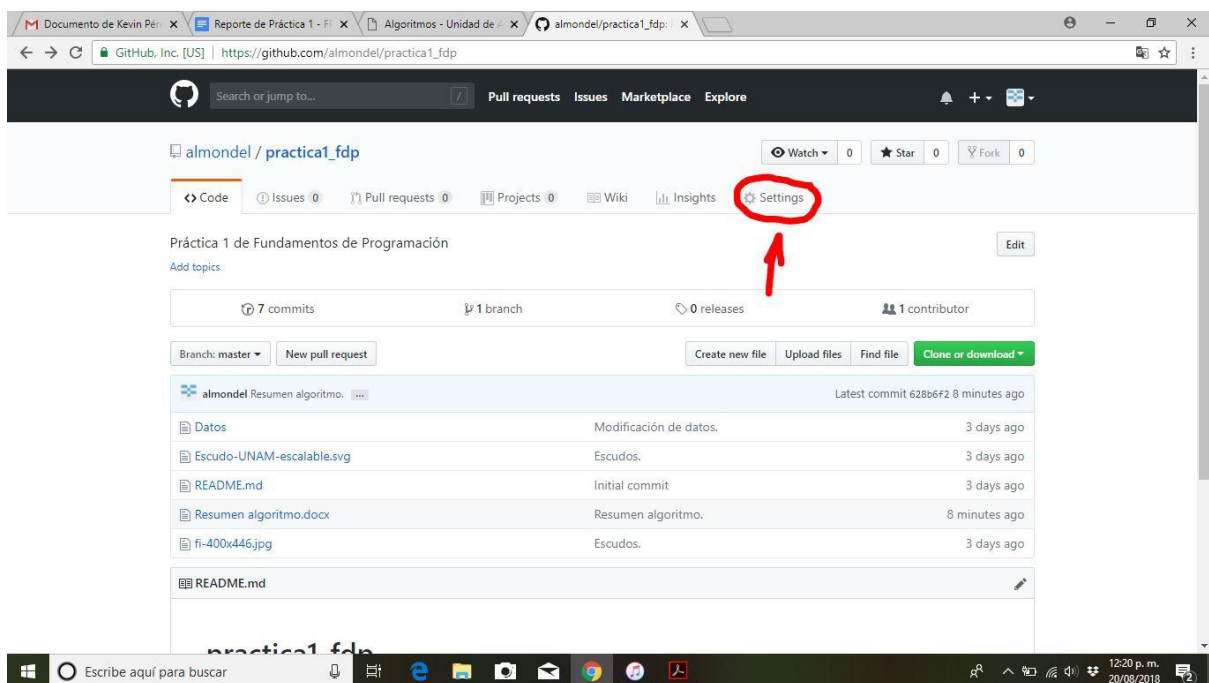 Documento de Kevin Pér
Reporte de Práctica 1 - F
Algoritmos - Unidad de A
almondel/practica1_fdp:
GitHub, Inc. [US] | https://github.com/almondel/practica1_fdp
Search or jump to...
/
Pull requests Issues Marketplace Explore
almondel / practica1_fdp
Watch 0 Star 0 Fork 0
Code Issues 0 Pull requests 0 Projects 0 Wiki Insights Settings
Práctica 1 de Fundamentos de Programación
Edit
Add topics
7 commits 1 branch 0 releases 1 contributor
Branch: master New pull request Create new file Upload files Find file Clone or download
almondel Resumen algoritmo. ... Latest commit 628b6f2 8 minutes ago
Datos Modificación de datos. 3 days ago
Escudo-UNAM-escalable.svg Escudos. 3 days ago
README.md Initial commit 3 days ago
Resumen algoritmo.docx Resumen algoritmo. 8 minutes ago
fi-400x446.jpg Escudos. 3 days ago
README.md
practica1_fdp
Escribe aquí para buscar
12:20 p. m.
20/08/2018
2